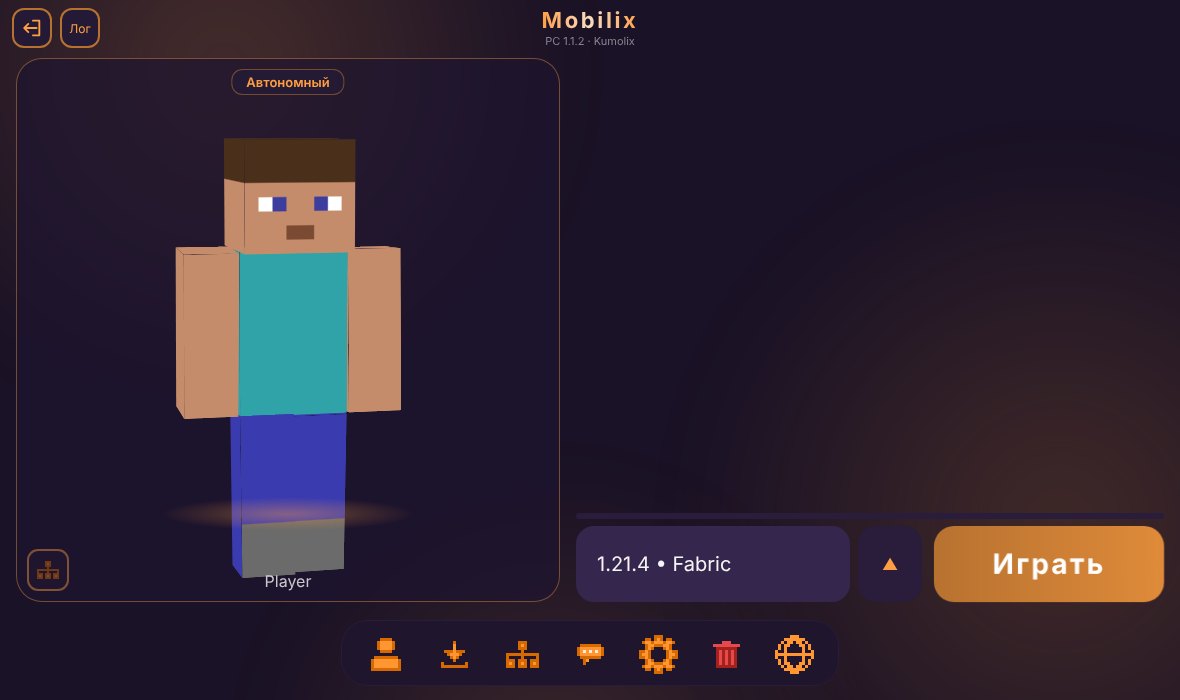 Лог
Mobilix
PC 1.1.2 · Kumolix
Автономный
Player
1.21.4 • Fabric
Играть